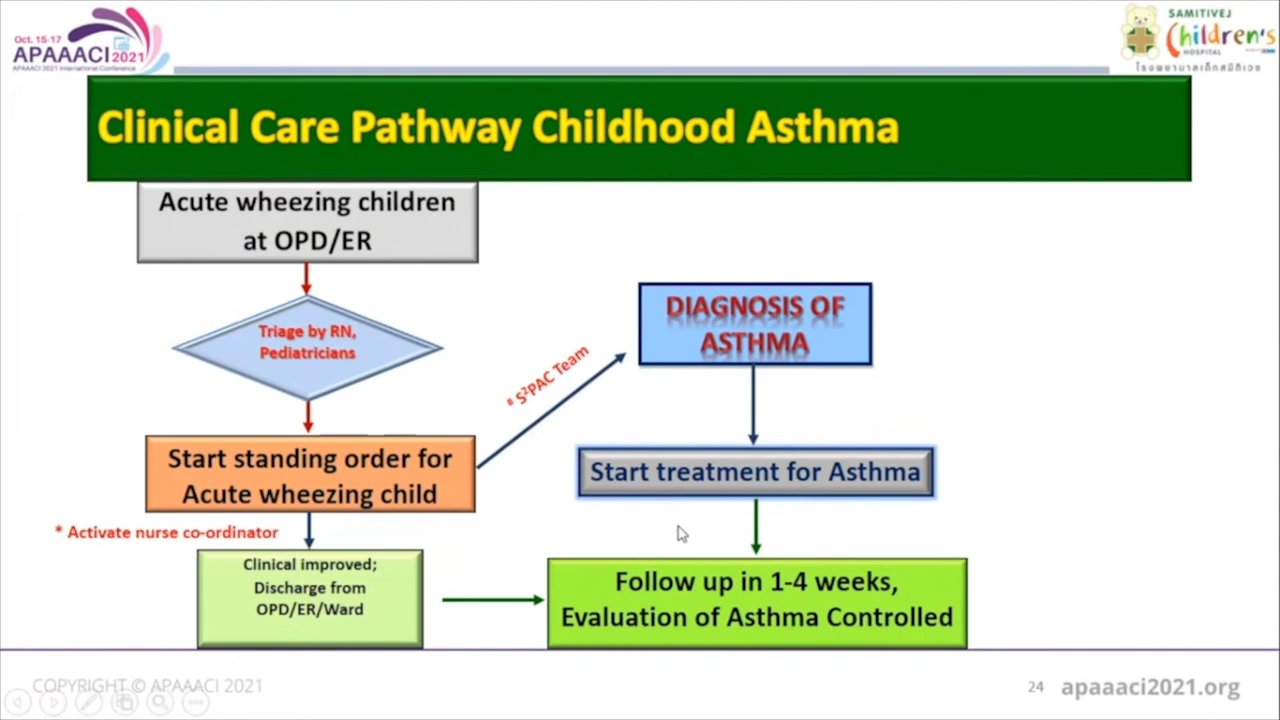 Oct. 15-17
APAAACI 2021
APAAACI 2021 International Conference
SAMITIVEJ
Children's
HOSPITAL
โรงพยาบาลเด็กสมิติเวช
Clinical Care Pathway Childhood Asthma
Acute wheezing children
at OPD/ER
Triage by RN,
Pediatricians
Start standing order for
Acute wheezing child
* Activate nurse co-ordinator
Clinical improved;
Discharge from
OPD/ER/Ward
S²PAC Team
DIAGNOSIS OF
ASTHMA
Start treatment for Asthma
Follow up in 1-4 weeks,
Evaluation of Asthma Controlled
COPYRIGHT © APAAACI 2021
24
apaaaci2021.org